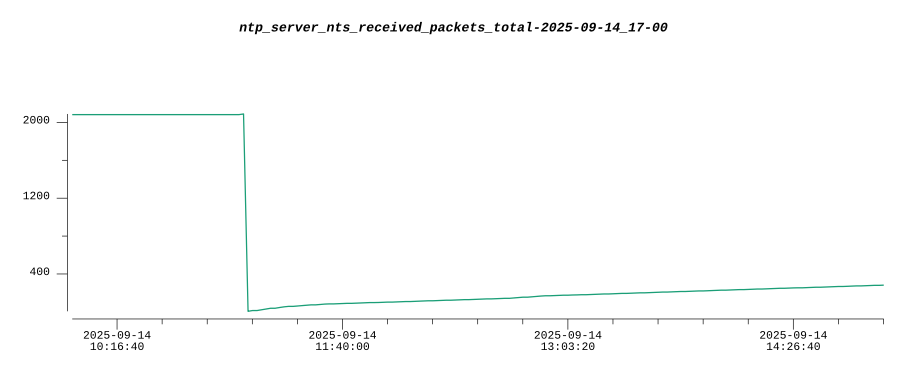 ntp_server_nts_received_packets_total-2025-09-14_17-00
2000
1200
400
2025-09-14 2025-09-14 2025-09-14 2025-09-14
10:16:40 11:40:00 13:03:20 14:26:40